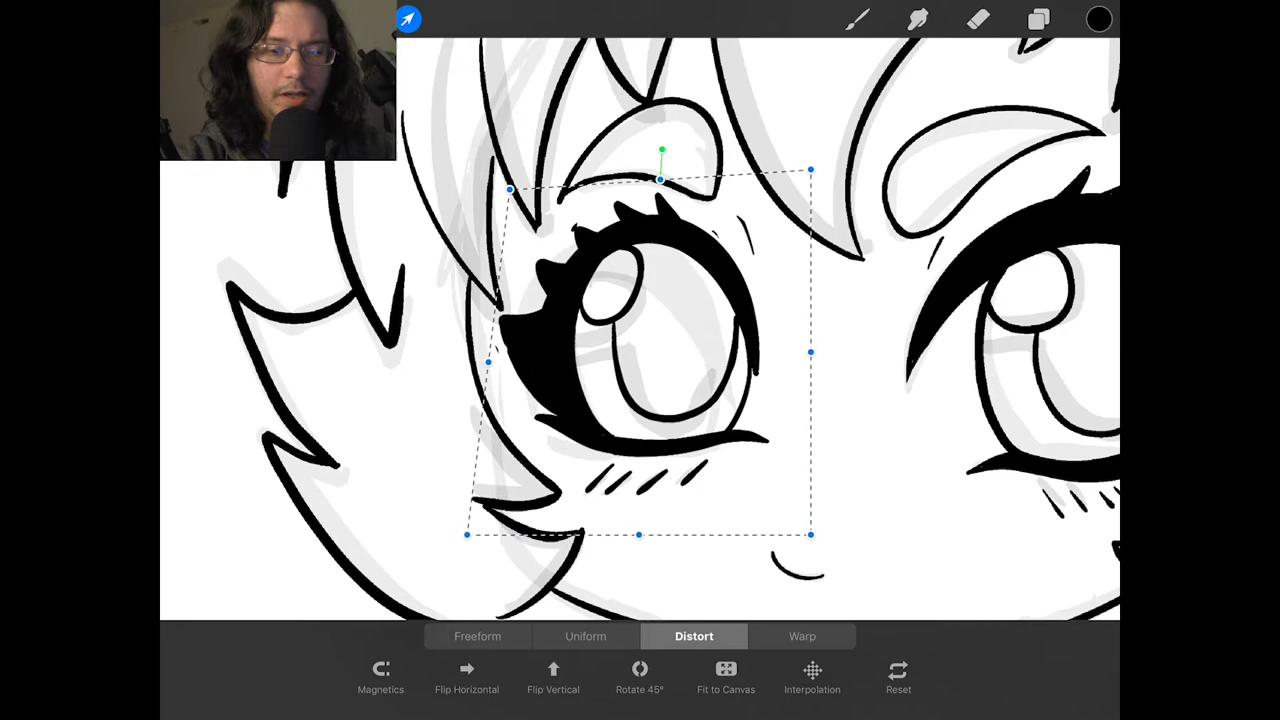 Freeform Uniform Distort Warp
Magnetics Flip Horizontal Flip Vertical Rotate 45° Fit to Canvas Interpolation Reset